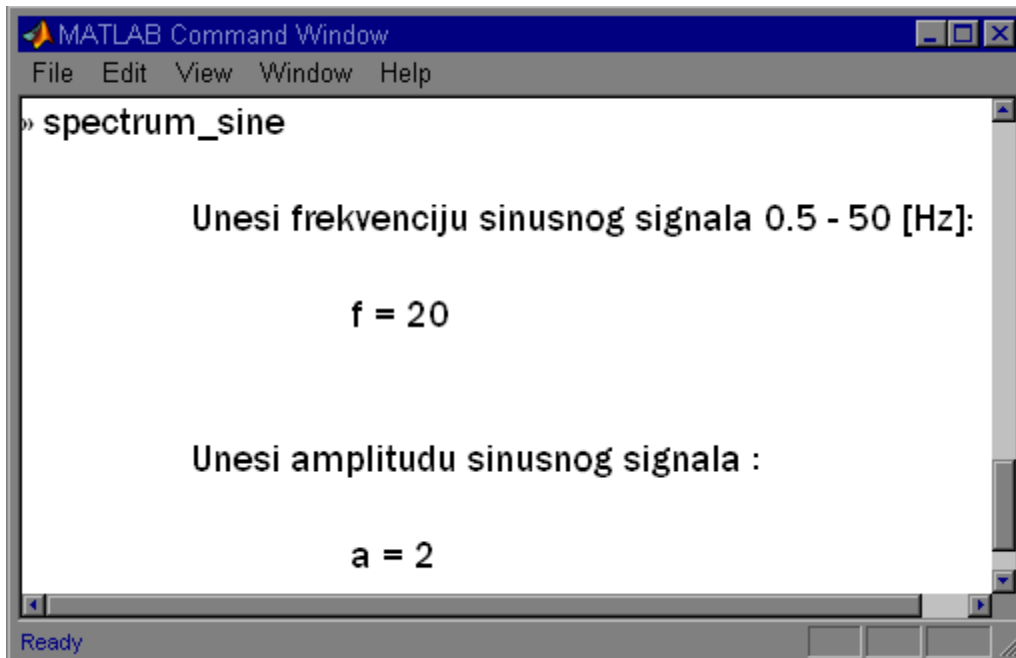 MATLAB Command Window
File Edit View Window Help
» spectrum_sine
Unesi frekvenciju sinusnog signala 0.5 - 50 [Hz]:
f = 20
Unesi amplitudu sinusnog signala :
a = 2
Ready